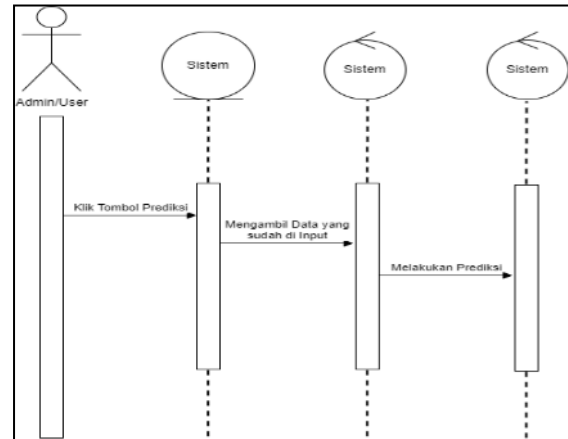 Sistem
Sistem
Sistem
Admin/User
Klik Tombol Prediksi
Mengambil Data yang
sudah di Input
Melakukan Prediksi